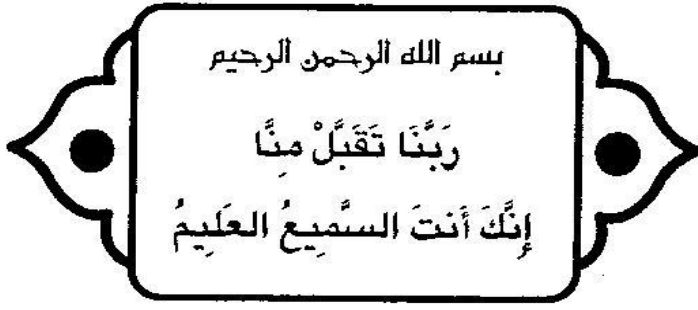 بسم الله الرحمن الرحيم
رَبَّنَا تَقَبَّلْ مِنَّا
إِنَّكَ أَنتَ السَّمِيعُ العَلِيمُ